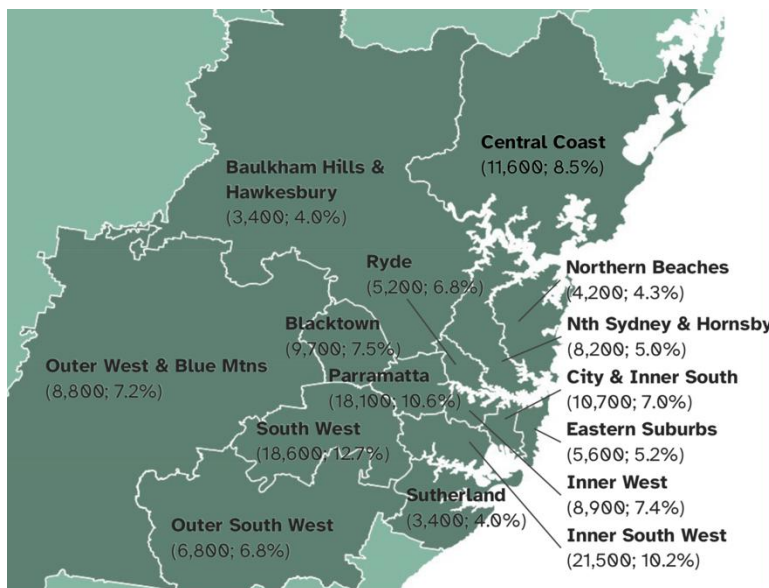 Central Coast
(11,600; 8.5%)
Baulkham Hills &
Hawkesbury
(3,400; 4.0%)
Ryde
(5,200; 6.8%)
Northern Beaches
(4,200; 4.3%)
Blacktown
(9,700; 7.5%)
Nth Sydney & Hornsby
(8,200; 5.0%)
Outer West & Blue Mtns
(8,800; 7.2%)
Parramatta
(18,100; 10.6%)
City & Inner South
(10,700; 7.0%)
South West
(18,600; 12.7%)
Eastern Suburbs
(5,600; 5.2%)
Inner West
(8,900; 7.4%)
Sutherland
(3,400; 4.0%)
Outer South West
(6,800; 6.8%)
Inner South West
(21,500; 10.2%)